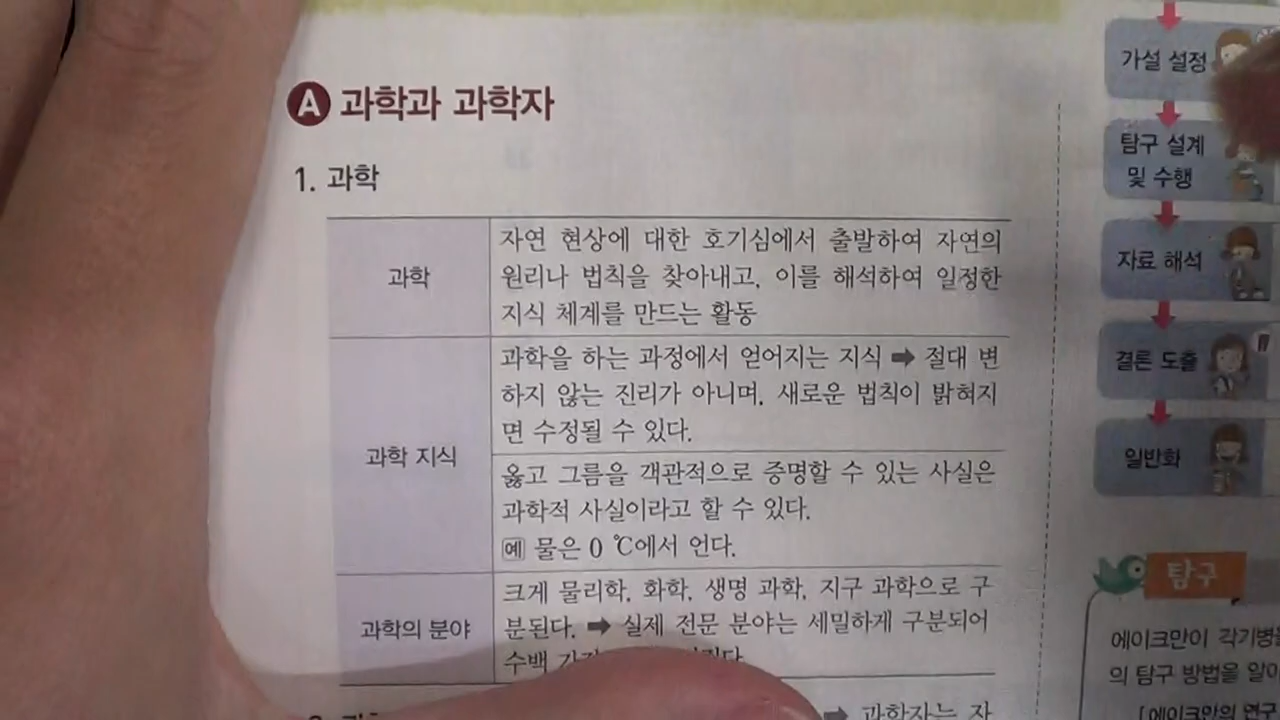 A 과학과 과학자
1. 과학
과학
자연 현상에 대한 호기심에서 출발하여 자연의
원리나 법칙을 찾아내고, 이를 해석하여 일정한
지식 체계를 만드는 활동
과학 지식
과학을 하는 과정에서 얻어지는 지식 ➡ 절대 변
하지 않는 진리가 아니며, 새로운 법칙이 밝혀지
면 수정될 수 있다.
옳고 그름을 객관적으로 증명할 수 있는 사실은
과학적 사실이라고 할 수 있다.
예 물은 0 ℃에서 언다.
과학의 분야
크게 물리학, 화학, 생명 과학, 지구 과학으로 구
분된다. ➡ 실제 전문 분야는 세밀하게 구분되어
수백
➡ 과학자는 자
가설 설정
탐구 설계
및 수행
자료 해석
결론 도출
일반화
탐구
에이크만이 각기병
의 탐구 방법을
[에이크만의 연구